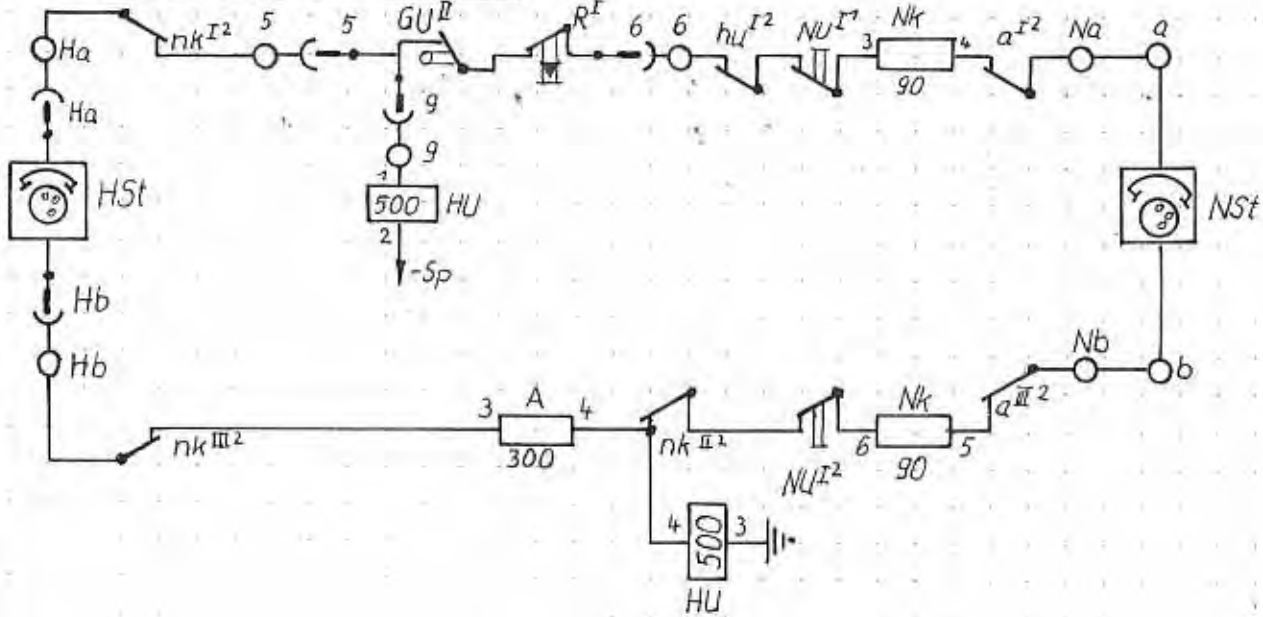 Ha
nk I2
5
5
GU II
R I
6
6
hU I2
NU I1
3 Nk 4
90
a I2
Na
a
Ha
9
9
HSt
1
500 HU
2
-Sp
NSt
Hb
Hb
Nb
b
nk III2
3 A 4
300
nk II2
NU I2
6 Nk 5
90
a III2
4 500 3
HU